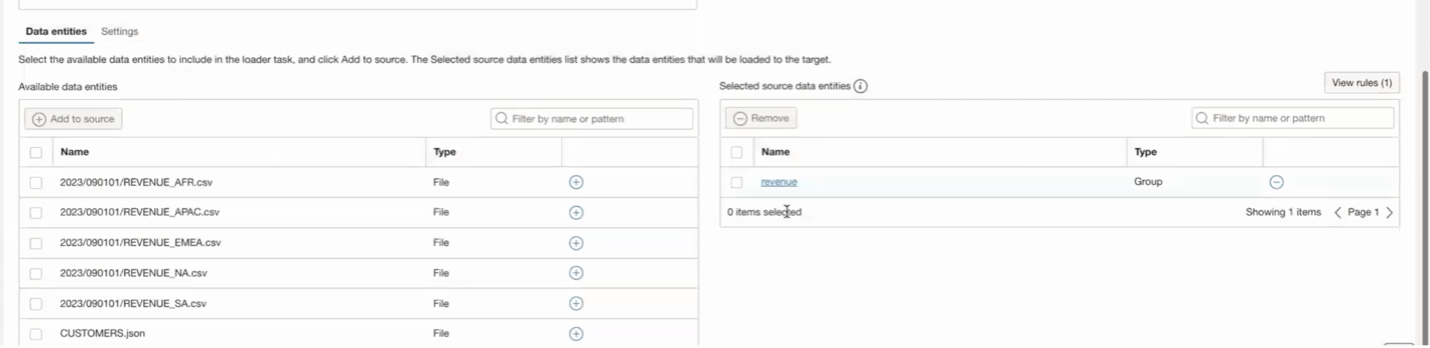 Data entities Settings
Select the available data entities to include in the loader task, and click Add to source. The Selected source data entities list shows the data entities that will be loaded to the target.
Available data entities
Add to source Filter by name or pattern
Name Type
2023/090101/REVENUE_AFR.csv File
2023/090101/REVENUE_APAC.csv File
2023/090101/REVENUE_EMEA.csv File
2023/090101/REVENUE_NA.csv File
2023/090101/REVENUE_SA.csv File
CUSTOMERS.json File
Selected source data entities View rules (1)
Remove Filter by name or pattern
Name Type
revenue Group
0 items selected Showing 1 items Page 1